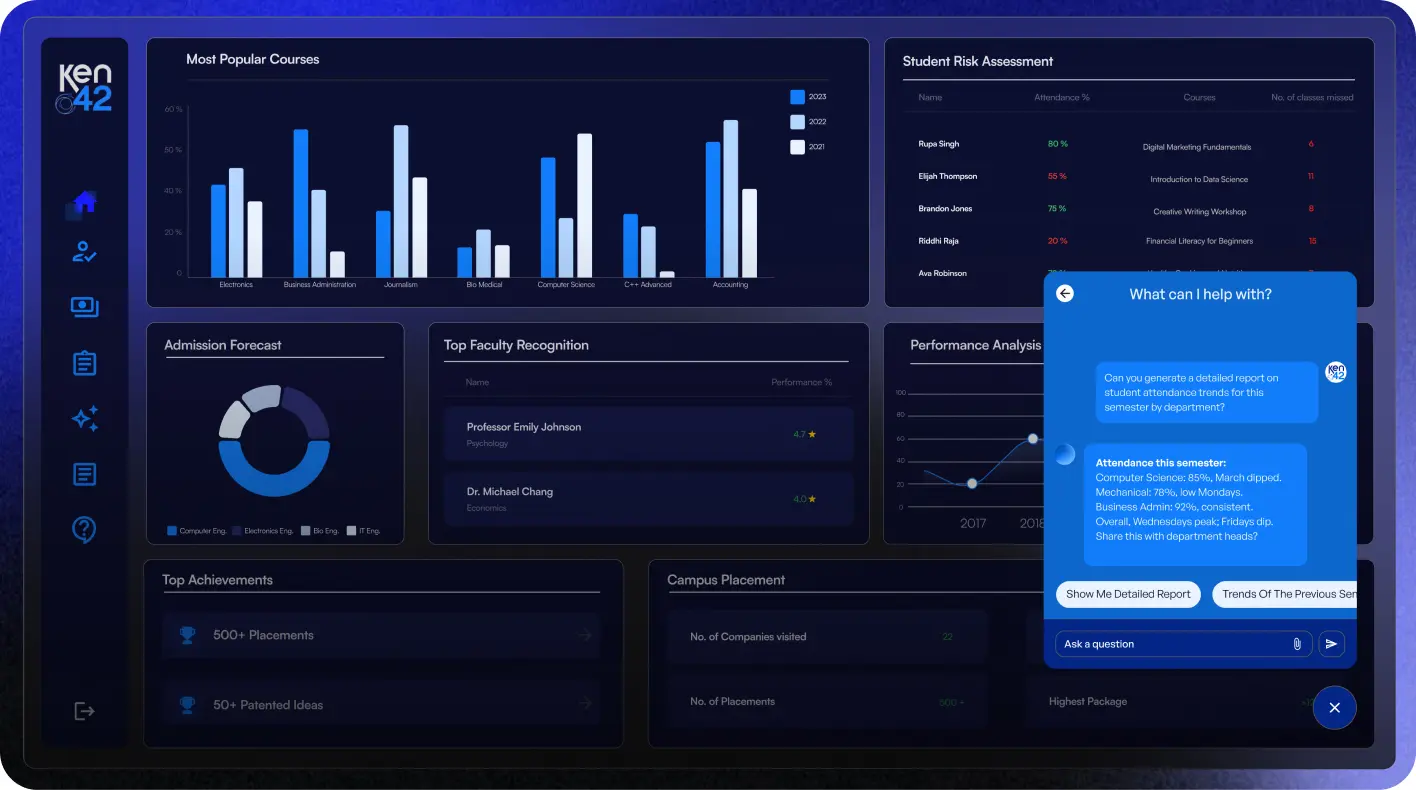 Ken
42
Most Popular Courses
60 %
50 %
40 %
20 %
0
2023
2022
2021
Electronics
Business Administration
Journalism
Bio Medical
Computer Science
C++ Advanced
Accounting
Student Risk Assessment
Name Attendance % Courses No. of classes missed
Rupa Singh 80 % Digital Marketing Fundamentals 6
Elijah Thompson 55 % Introduction to Data Science 11
Brandon Jones 75 % Creative Writing Workshop 8
Riddhi Raja 20 % Financial Literacy for Beginners 15
Ava Robinson
Admission Forecast
Computer Eng. Electronics Eng. Bio Eng. IT Eng.
Top Faculty Recognition
Name Performance %
Professor Emily Johnson
Psychology
4.7
Dr. Michael Chang
Economics
4.0
Performance Analysis
100
80
60
40
20
0
2017 2018
What can I help with?
Can you generate a detailed report on
student attendance trends for this
semester by department?
Ken
42
Attendance this semester:
Computer Science: 85%, March dipped.
Mechanical: 78%, low Mondays.
Business Admin: 92%, consistent.
Overall, Wednesdays peak; Fridays dip.
Share this with department heads?
Show Me Detailed Report
Trends Of The Previous Sen
Ask a question
Top Achievements
500+ Placements
50+ Patented Ideas
Campus Placement
No. of Companies visited 22
No. of Placements 500 +
Highest Package